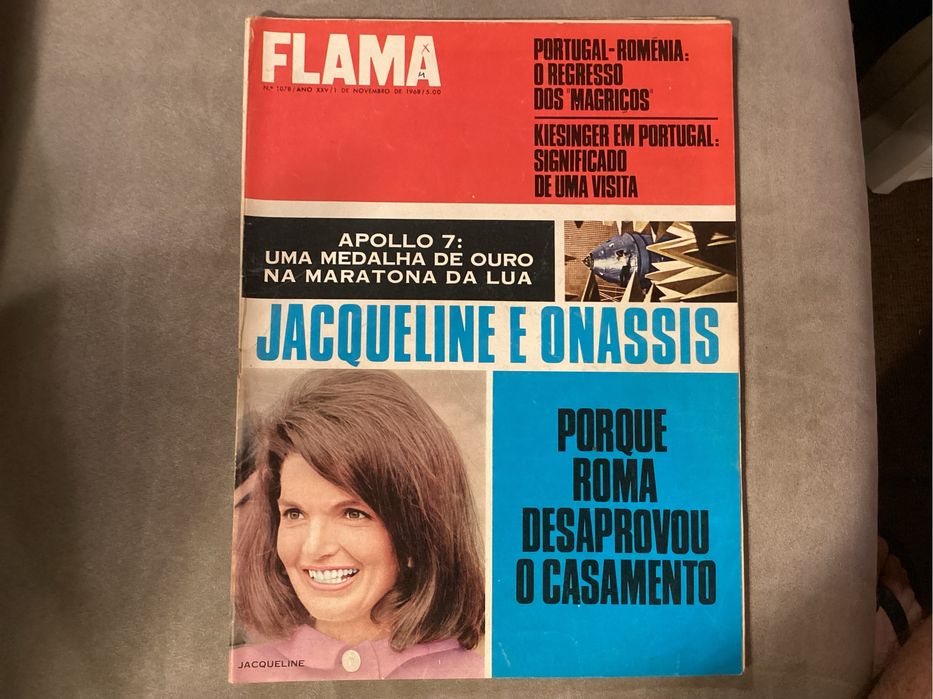 FLAMA
N.º 1078 / ANO XXV / 1 DE NOVEMBRO DE 1968 / 5.00
PORTUGAL-ROMÉNIA:
O REGRESSO
DOS "MAGRIÇOS"
KIESINGER EM PORTUGAL:
SIGNIFICADO
DE UMA VISITA
APOLLO 7:
UMA MEDALHA DE OURO
NA MARATONA DA LUA
JACQUELINE E ONASSIS
PORQUE
ROMA
DESAPROVOU
O CASAMENTO
JACQUELINE